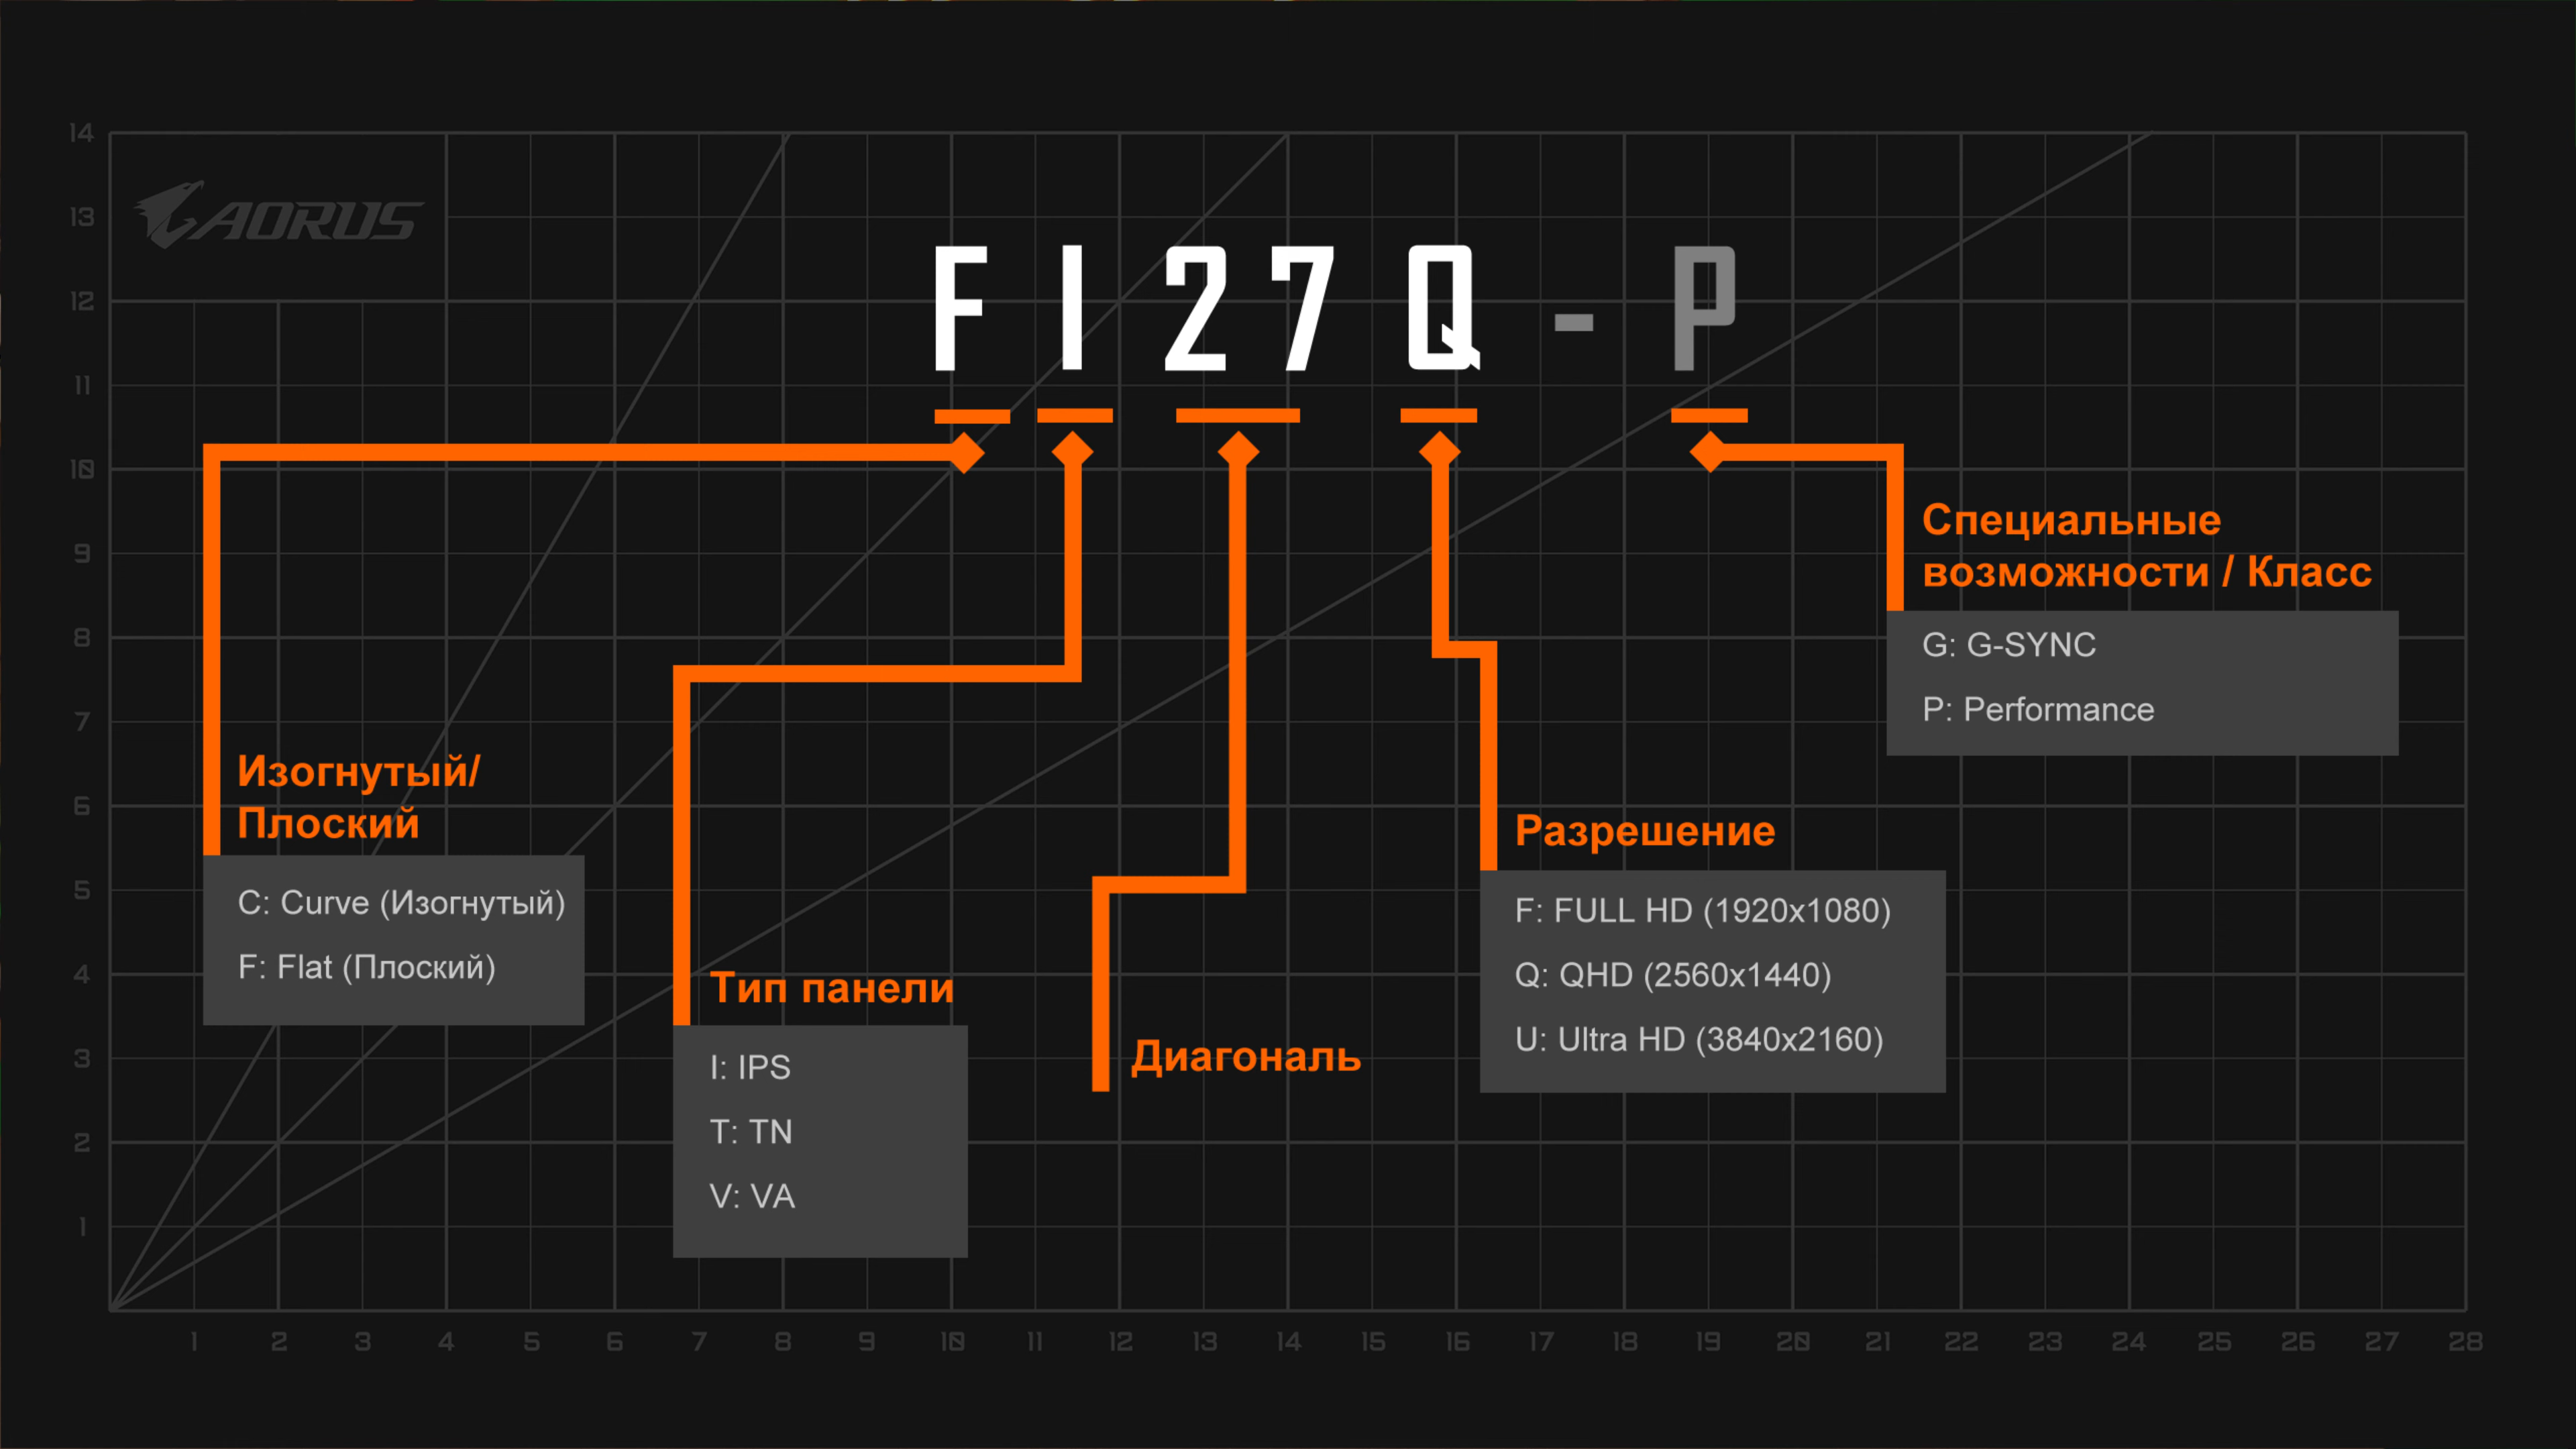 AORUS
F I 27 Q - P
Изогнутый/
Плоский
C: Curve (Изогнутый)
F: Flat (Плоский)
Тип панели
I: IPS
T: TN
V: VA
Диагональ
Разрешение
F: FULL HD (1920x1080)
Q: QHD (2560x1440)
U: Ultra HD (3840x2160)
Специальные
возможности / Класс
G: G-SYNC
P: Performance
14
13
12
11
10
9
8
7
6
5
4
3
2
1
1 2 3 4 5 6 7 8 9 10 11 12 13 14 15 16 17 18 19 20 21 22 23 24 25 26 27 28